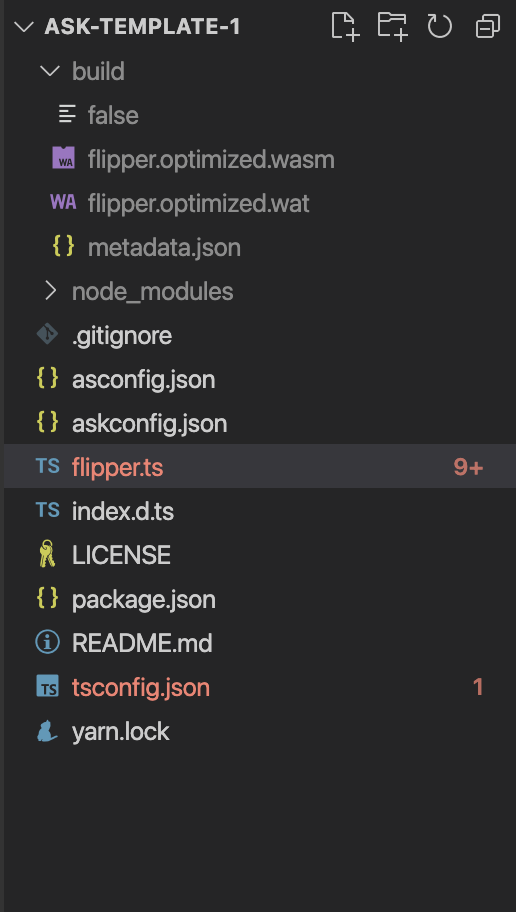 ASK-TEMPLATE-1
build
false
WA flipper.optimized.wasm
WA flipper.optimized.wat
{} metadata.json
node_modules
.gitignore
{} asconfig.json
{} askconfig.json
TS flipper.ts 9+
TS index.d.ts
LICENSE
{} package.json
README.md
TS tsconfig.json 1
yarn.lock